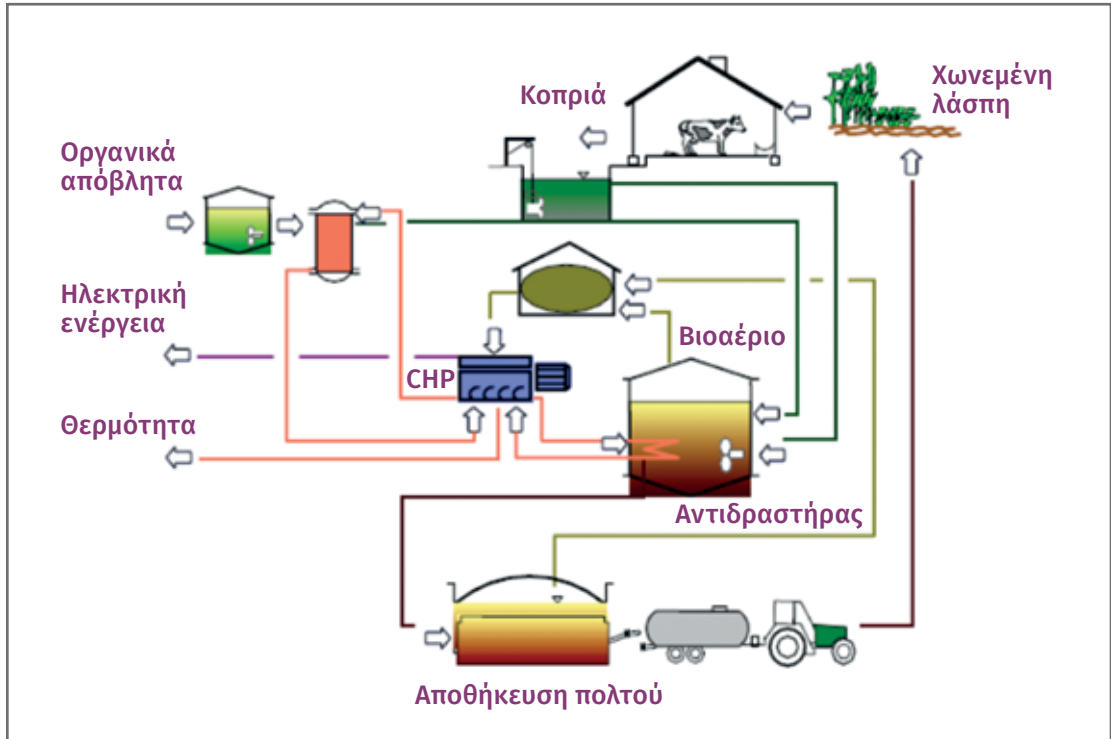 Κοπριά
Χωνεμένη
λάσπη
Οργανικά
απόβλητα
Ηλεκτρική
ενέργεια
Βιοαέριο
CHP
Θερμότητα
Αντιδραστήρας
Αποθήκευση πολτού